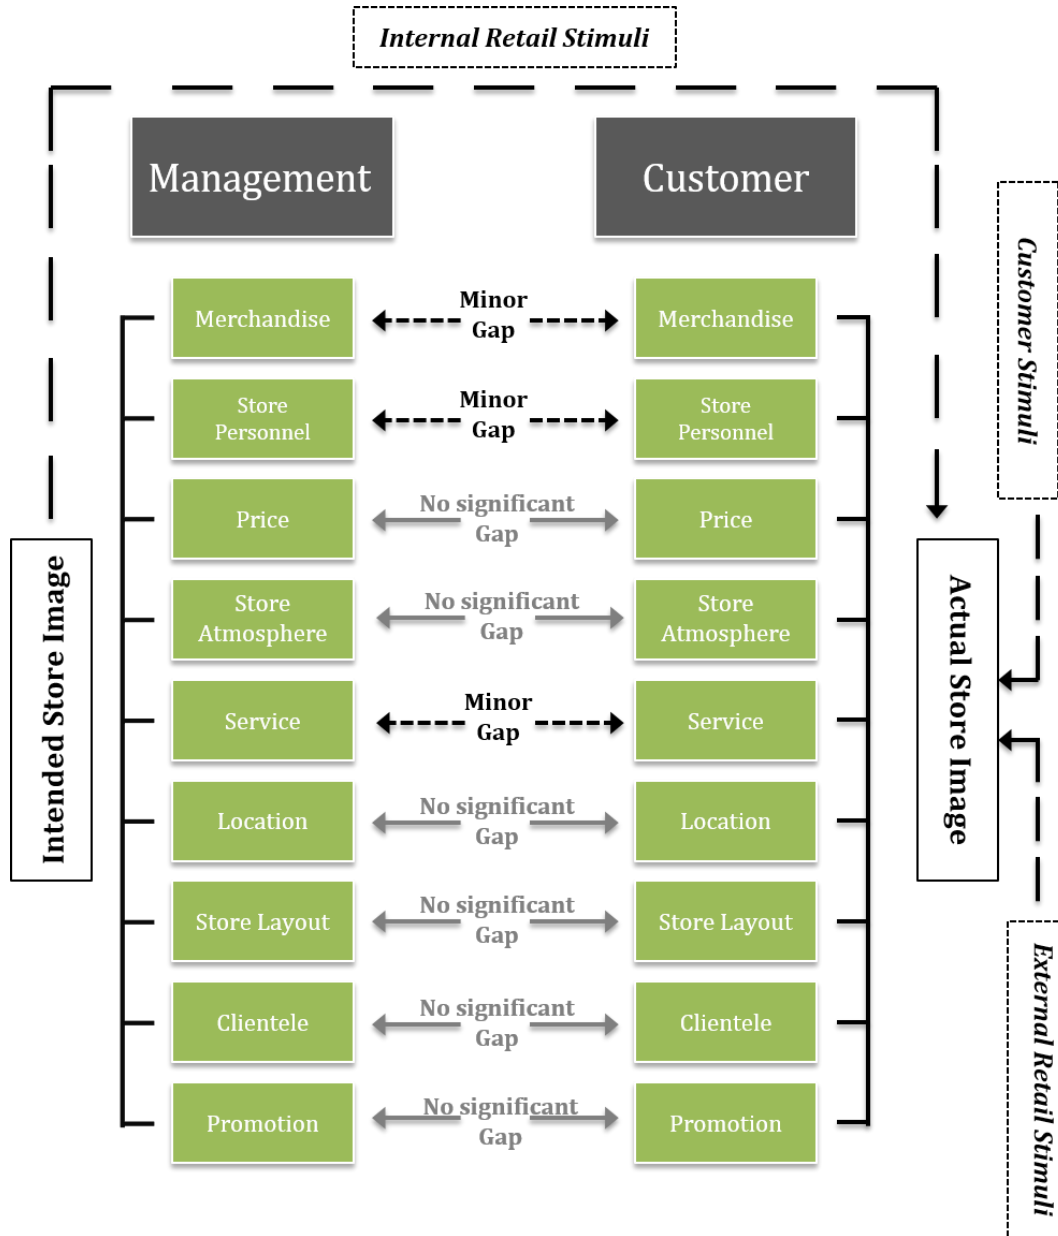 Internal Retail Stimuli
Management
Customer
Customer Stimuli
Merchandise
Minor
Gap
Merchandise
Store
Personnel
Minor
Gap
Store
Personnel
Price
No significant
Gap
Price
Intended Store Image
Actual Store Image
Store
Atmosphere
No significant
Gap
Store
Atmosphere
Service
Minor
Gap
Service
Location
No significant
Gap
Location
Store Layout
No significant
Gap
Store Layout
External Retail Stimuli
Clientele
No significant
Gap
Clientele
Promotion
No significant
Gap
Promotion